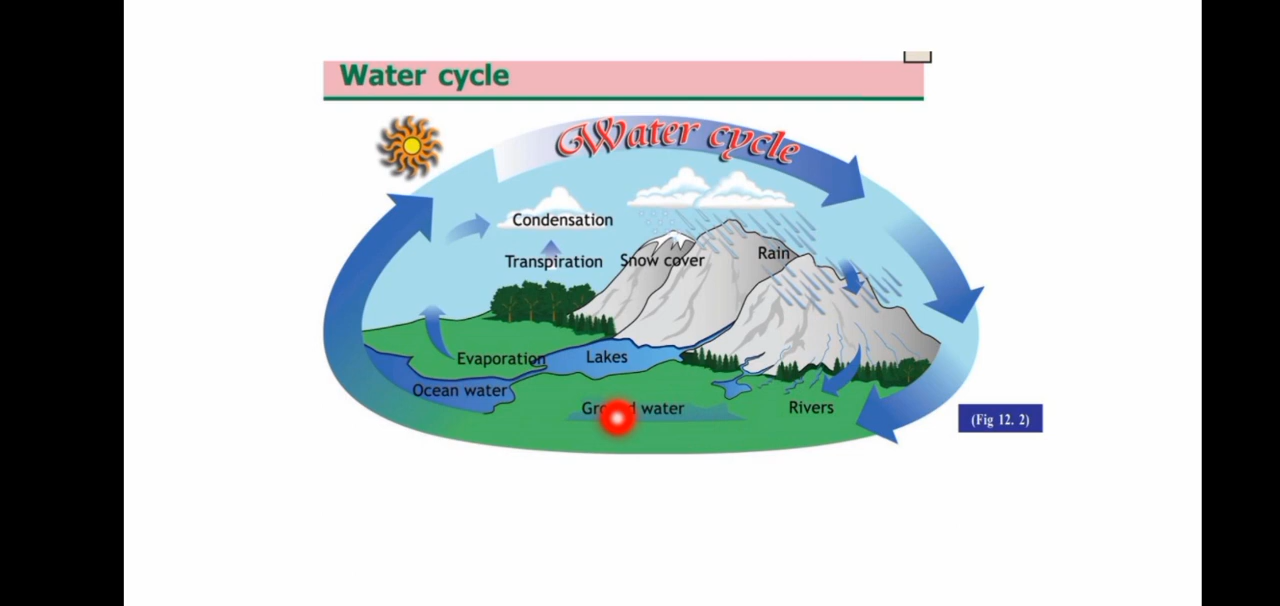 Water cycle
Water cycle
Condensation
Transpiration
Snow cover
Rain
Evaporation
Lakes
Ocean water
water
Rivers
(Fig 12. 2)